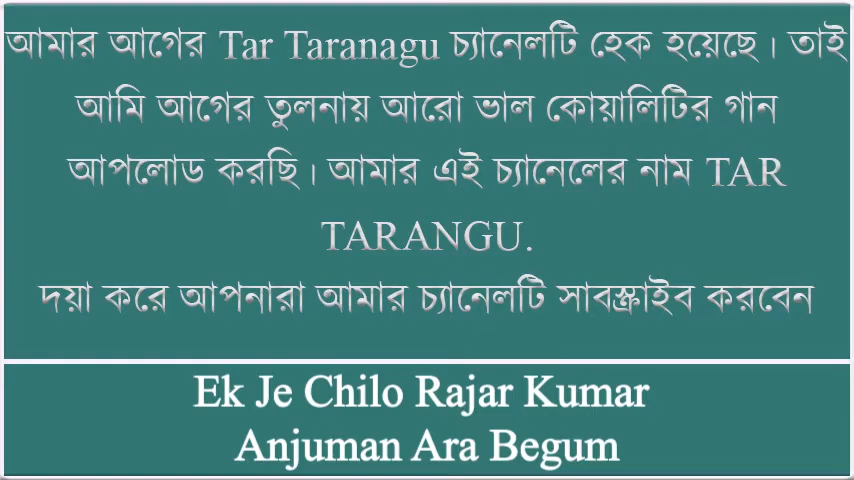 আমার আগের Tar Taranagu চ্যানেলটি হেক হয়েছে। তাই
আমি আগের তুলনায় আরো ভাল কোয়ালিটির গান
আপলোড করছি। আমার এই চ্যানেলের নাম TAR
TARANGU.
দয়া করে আপনারা আমার চ্যানেলটি সাবস্ক্রাইব করবেন
Ek Je Chilo Rajar Kumar
Anjuman Ara Begum